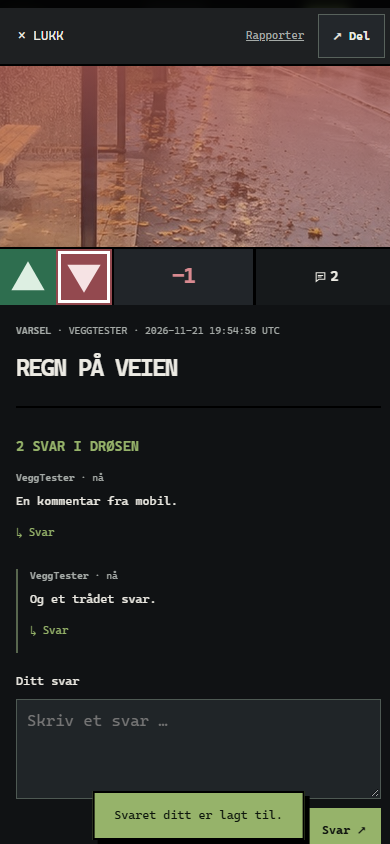 × LUKK
Rapporter
↗ Del
−1
2
VARSEL · VEGGTESTER · 2026-11-21 19:54:58 UTC
REGN PÅ VEIEN
2 SVAR I DRØSEN
VeggTester · nå
En kommentar fra mobil.
↳ Svar
VeggTester · nå
Og et trådet svar.
↳ Svar
Ditt svar
Skriv et svar …
Svaret ditt er lagt til.
Svar ↗